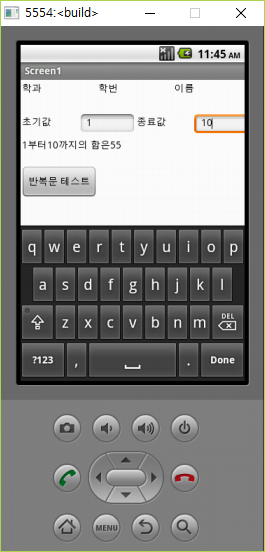 5554:<build>
11:45 AM
Screen1
학과 학번 이름
초기값 1 종료값 10
1부터10까지의 합은55
반복문 테스트
q w e r t y u i o p
a s d f g h j k l
z x c v b n m DEL
?123 , . Done
MENU